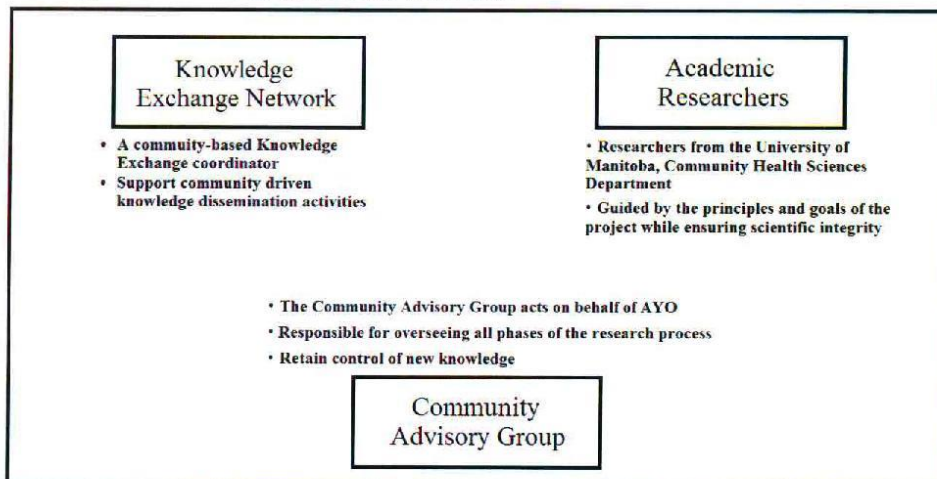 Knowledge
Exchange Network
• A commuity-based Knowledge
Exchange coordinator
• Support community driven
knowledge dissemination activities
Academic
Researchers
• Researchers from the University of
Manitoba, Community Health Sciences
Department
• Guided by the principles and goals of the
project while ensuring scientific integrity
• The Community Advisory Group acts on behalf of AYO
• Responsible for overseeing all phases of the research process
• Retain control of new knowledge
Community
Advisory Group